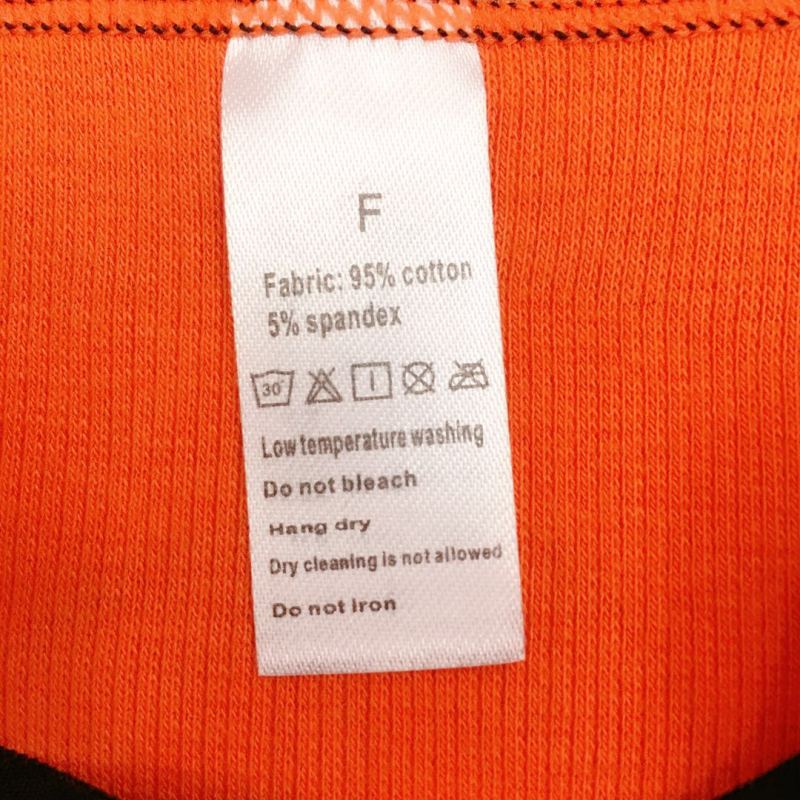 F
Fabric: 95% cotton
5% spandex
30°
Low temperature washing
Do not bleach
Hang dry
Dry cleaning is not allowed
Do not iron